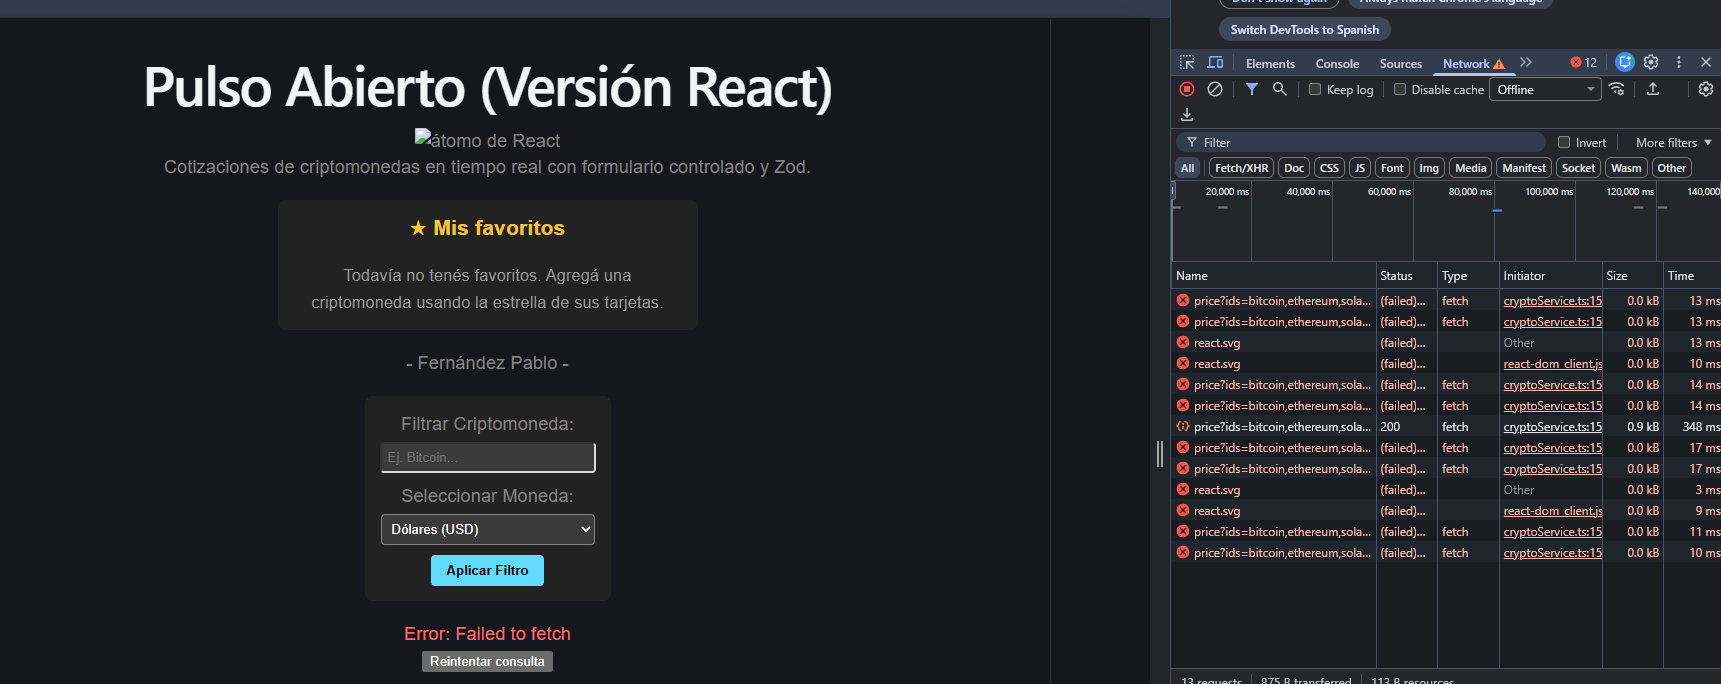 Pulso Abierto (Versión React)
átomo de React
Cotizaciones de criptomonedas en tiempo real con formulario controlado y Zod.
★ Mis favoritos
Todavía no tenés favoritos. Agregá una
criptomoneda usando la estrella de sus tarjetas.
- Fernández Pablo -
Filtrar Criptomoneda:
Ej. Bitcoin...
Seleccionar Moneda:
Dólares (USD)
Aplicar Filtro
Error: Failed to fetch
Reintentar consulta
Don't show again Always match Chrome's language
Switch DevTools to Spanish
Elements Console Sources Network 12
Keep log Disable cache Offline
Filter Invert More filters
All Fetch/XHR Doc CSS JS Font Img Media Manifest Socket Wasm Other
20,000 ms 40,000 ms 60,000 ms 80,000 ms 100,000 ms 120,000 ms 140,000
Name Status Type Initiator Size Time
price?ids=bitcoin,ethereum,sola... (failed)... fetch cryptoService.ts:15 0.0 kB 13 ms
price?ids=bitcoin,ethereum,sola... (failed)... fetch cryptoService.ts:15 0.0 kB 13 ms
react.svg (failed)... Other 0.0 kB 13 ms
react.svg (failed)... react-dom_client.js 0.0 kB 10 ms
price?ids=bitcoin,ethereum,sola... (failed)... fetch cryptoService.ts:15 0.0 kB 14 ms
price?ids=bitcoin,ethereum,sola... (failed)... fetch cryptoService.ts:15 0.0 kB 14 ms
price?ids=bitcoin,ethereum,sola... 200 fetch cryptoService.ts:15 0.9 kB 348 ms
price?ids=bitcoin,ethereum,sola... (failed)... fetch cryptoService.ts:15 0.0 kB 17 ms
price?ids=bitcoin,ethereum,sola... (failed)... fetch cryptoService.ts:15 0.0 kB 17 ms
react.svg (failed)... Other 0.0 kB 3 ms
react.svg (failed)... react-dom_client.js 0.0 kB 9 ms
price?ids=bitcoin,ethereum,sola... (failed)... fetch cryptoService.ts:15 0.0 kB 11 ms
price?ids=bitcoin,ethereum,sola... (failed)... fetch cryptoService.ts:15 0.0 kB 10 ms
13 requests 875 B transferred 113 B resources